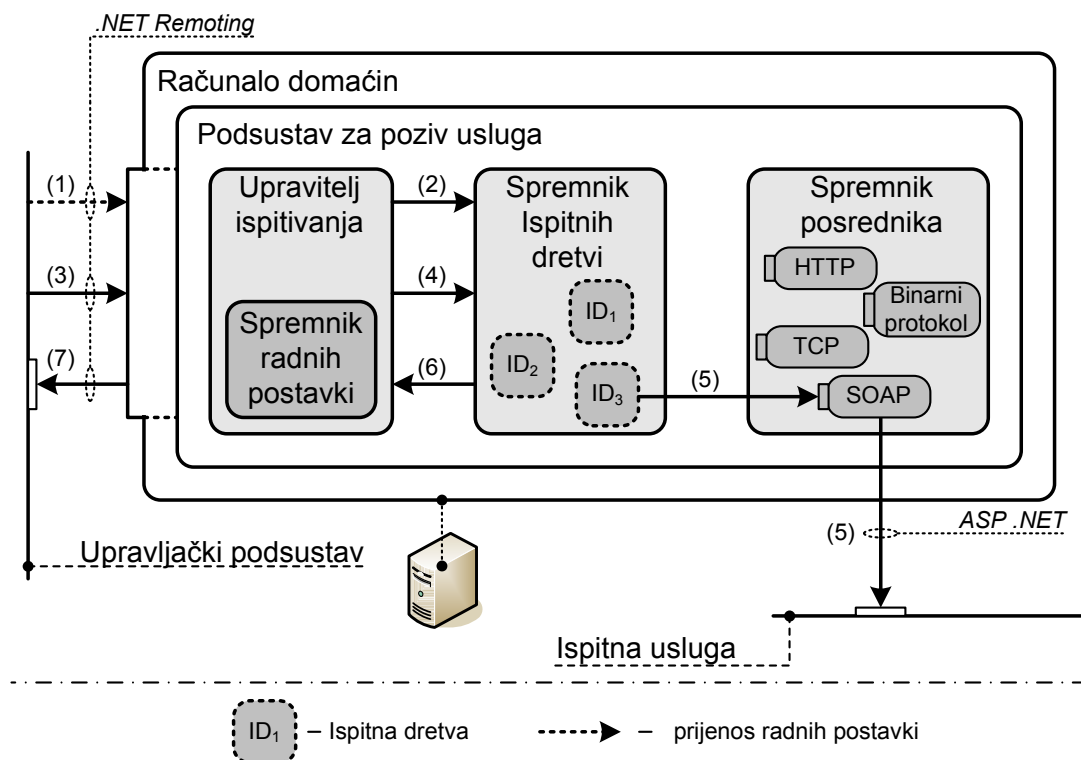 .NET Remoting
Računalo domaćin
Podsustav za poziv usluga
(1)
(3)
(7)
Upravitelj
ispitivanja
Spremnik
radnih
postavki
(2)
(4)
(6)
Spremnik
Ispitnih
dretvi
ID1
ID2
ID3
(5)
Spremnik
posrednika
HTTP
Binarni
protokol
TCP
SOAP
(5)
ASP .NET
Upravljački podsustav
Ispitna usluga
ID1
– Ispitna dretva
– prijenos radnih postavki